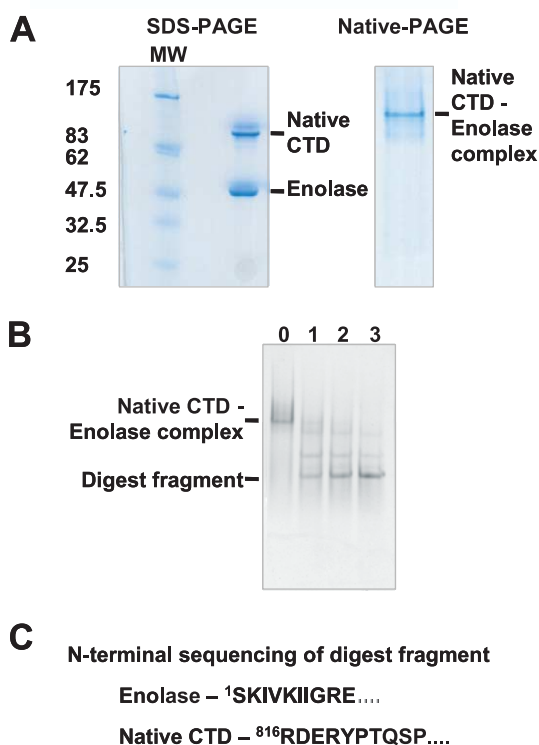 A
SDS-PAGE
Native-PAGE
MW
175
83
62
47.5
32.5
25
Native
CTD
Enolase
Native
CTD -
Enolase
complex
B
0 1 2 3
Native CTD -
Enolase complex
Digest fragment
C
N-terminal sequencing of digest fragment
Enolase – ¹SKIVKIIGRE....
Native CTD – ⁸¹⁶RDERYPTQSP....